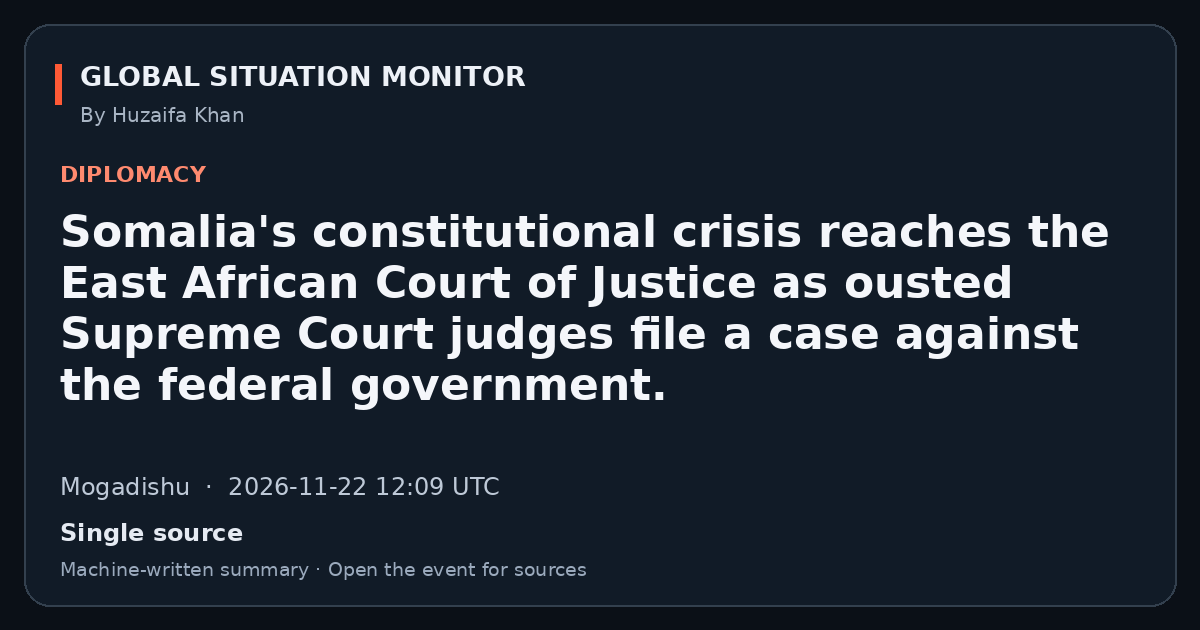 GLOBAL SITUATION MONITOR
By Huzaifa Khan
DIPLOMACY
Somalia's constitutional crisis reaches the
East African Court of Justice as ousted
Supreme Court judges file a case against
the federal government.
Mogadishu · 2026-11-22 12:09 UTC
Single source
Machine-written summary · Open the event for sources